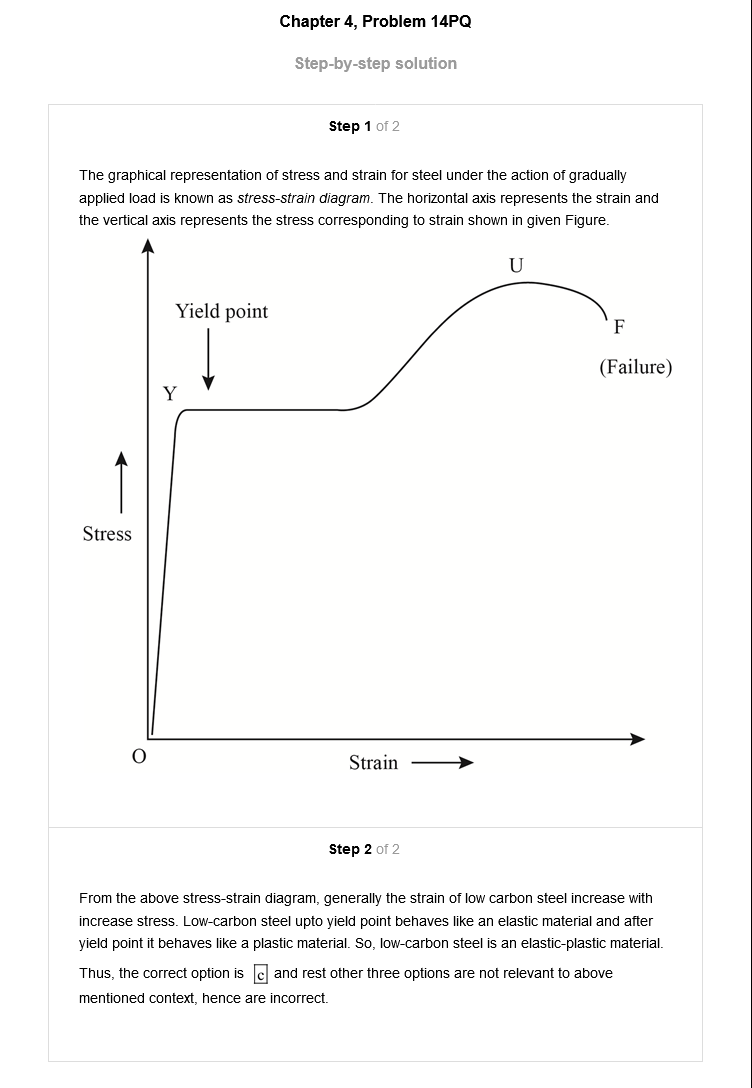 Chapter 4, Problem 14PQ
Step-by-step solution
Step 1 of 2
The graphical representation of stress and strain for steel under the action of gradually
applied load is known as stress-strain diagram. The horizontal axis represents the strain and
the vertical axis represents the stress corresponding to strain shown in given Figure.
U
Yield point
F
(Failure)
Y
Stress
O
Strain
Step 2 of 2
From the above stress-strain diagram, generally the strain of low carbon steel increase with
increase stress. Low-carbon steel upto yield point behaves like an elastic material and after
yield point it behaves like a plastic material. So, low-carbon steel is an elastic-plastic material.
Thus, the correct option is c and rest other three options are not relevant to above
mentioned context, hence are incorrect.